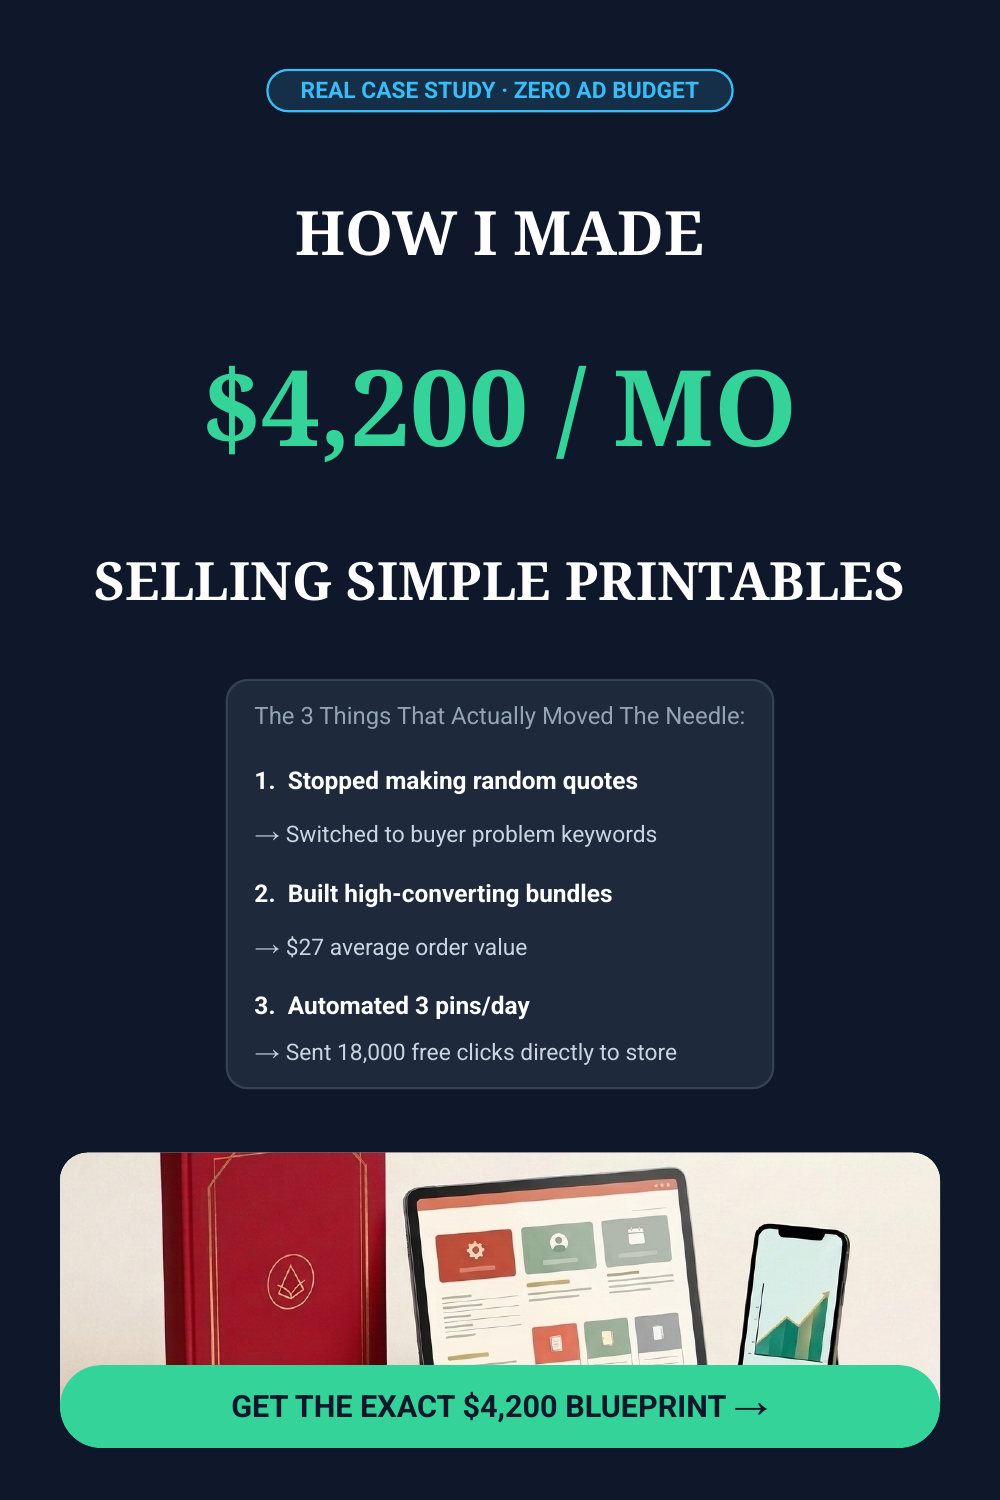 REAL CASE STUDY · ZERO AD BUDGET
HOW I MADE
$4,200 / MO
SELLING SIMPLE PRINTABLES
The 3 Things That Actually Moved The Needle:
1. Stopped making random quotes
→ Switched to buyer problem keywords
2. Built high-converting bundles
→ $27 average order value
3. Automated 3 pins/day
→ Sent 18,000 free clicks directly to store
GET THE EXACT $4,200 BLUEPRINT →